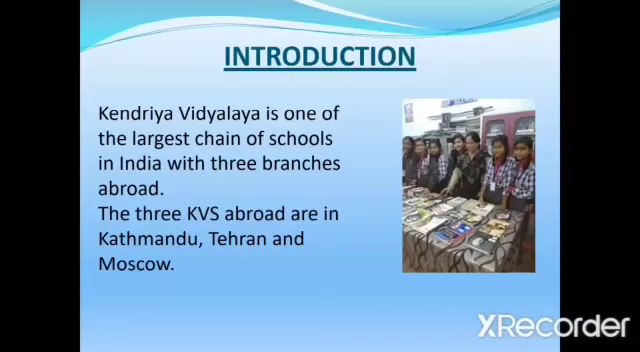 INTRODUCTION
Kendriya Vidyalaya is one of
the largest chain of schools
in India with three branches
abroad.
The three KVS abroad are in
Kathmandu, Tehran and
Moscow.
XRecorder